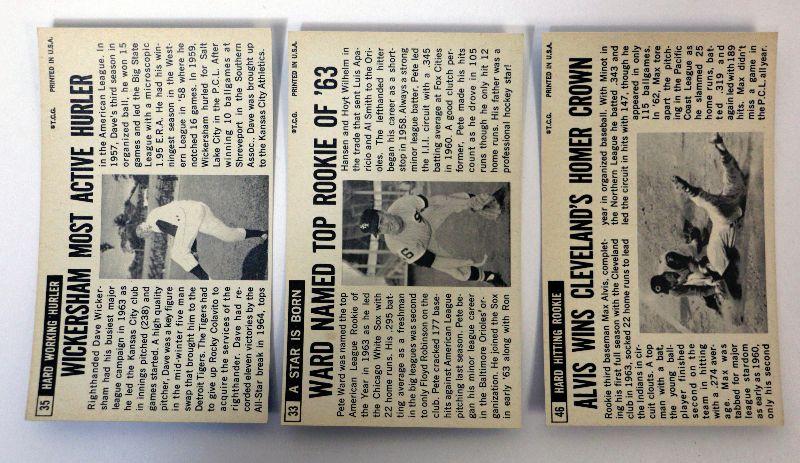 35 HARD WORKING HURLER
©T.C.G. PRINTED IN U.S.A.
WICKERSHAM MOST ACTIVE HURLER
Righthanded Dave Wicker-
sham had his busiest major
league campaign in 1963 as
he led the Kansas City club
in innings pitched (238) and
games started. A high quality
pitcher, Dave was a key figure
in the mid-winter five man
swap that brought him to the
Detroit Tigers. The Tigers had
to give up Rocky Colavito to
acquire the services of the
righthander. Dave had re-
corded eleven victories by the
All-Star break in 1964, tops
in the American League. In
1957, Dave's third season in
organized ball, he won 15
games and led the Big State
League with a microscopic
1.95 E.R.A. He had his win-
ningest season in the West-
ern League in '58 where he
notched 16 games. In 1959,
Wickersham hurled for Salt
Lake City in the P.C.L. After
winning 10 ballgames at
Shreveport in the Southern
Assoc., Dave was brought up
to the Kansas City Athletics.
33 A STAR IS BORN
©T.C.G. PRINTED IN U.S.A.
WARD NAMED TOP ROOKIE OF '63
Pete Ward was named the top
American League Rookie of
the Year in 1963 as he led
the Chicago White Sox with
22 home runs. His .295 bat-
ting average as a freshman
in the big leagues was second
to only Floyd Robinson on the
club. Pete cracked 177 base-
hits against American League
pitching last season. Pete be-
gan his minor league career
in the Baltimore Orioles' or-
ganization. He joined the Sox
in early '63 along with Ron
Hansen and Hoyt Wilhelm in
the trade that sent Luis Apa-
ricio and Al Smith to the Ori-
oles. The lefthanded hitter
began his career as a short-
stop in 1958. Always a strong
minor league batter, Pete led
the I.I.I. circuit with a .345
batting average at Fox Cities
in 1960. A good clutch per-
former, Pete made his hits
count as he drove in 105
runs though he only hit 12
home runs. His father was a
professional hockey star!
46 HARD HITTING ROOKIE
©T.C.G. PRINTED IN U.S.A.
ALVIS WINS CLEVELAND'S HOMER CROWN
Rookie third baseman Max Alvis, complet-
ing his first full season with the Cleveland
club in 1963, socked 22 home runs to lead
the Indians in cir-
cuit clouts. A top
man with a bat,
the young ball
player finished
second on the
team in hitting
with a .274 aver-
age. Max was
tabbed for major
league stardom
as early as 1960,
only his second
year in organized baseball. With Minot in
the Northern League he batted .343 and
led the circuit in hits with 147, though he
appeared in only
111 ballgames.
In '62, Max tore
apart the pitch-
ing in the Pacific
Coast League as
he slammed 25
home runs, bat-
ted .319 and
again led with 189
hits. Max didn't
miss a game in
the P.C.L. all year.